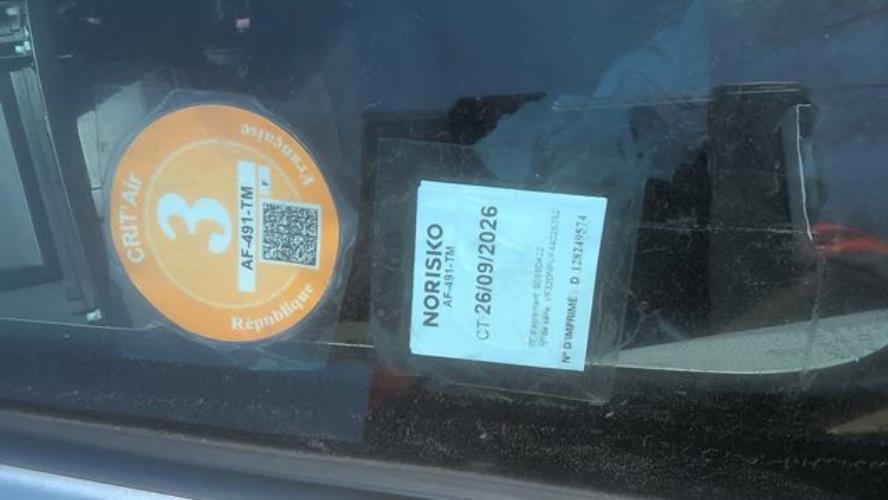 CRIT'Air
3
AF-491-TM
F
République
Française
NORISKO
AF-491-TM
CT 26/09/2026
N° D'IMPRIMÉ : D 128249574